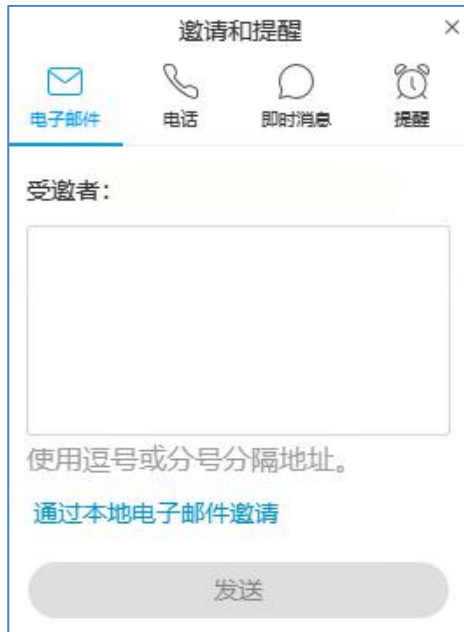 邀请和提醒
电子邮件 电话 即时消息 提醒
受邀者：
使用逗号或分号分隔地址。
通过本地电子邮件邀请
发送